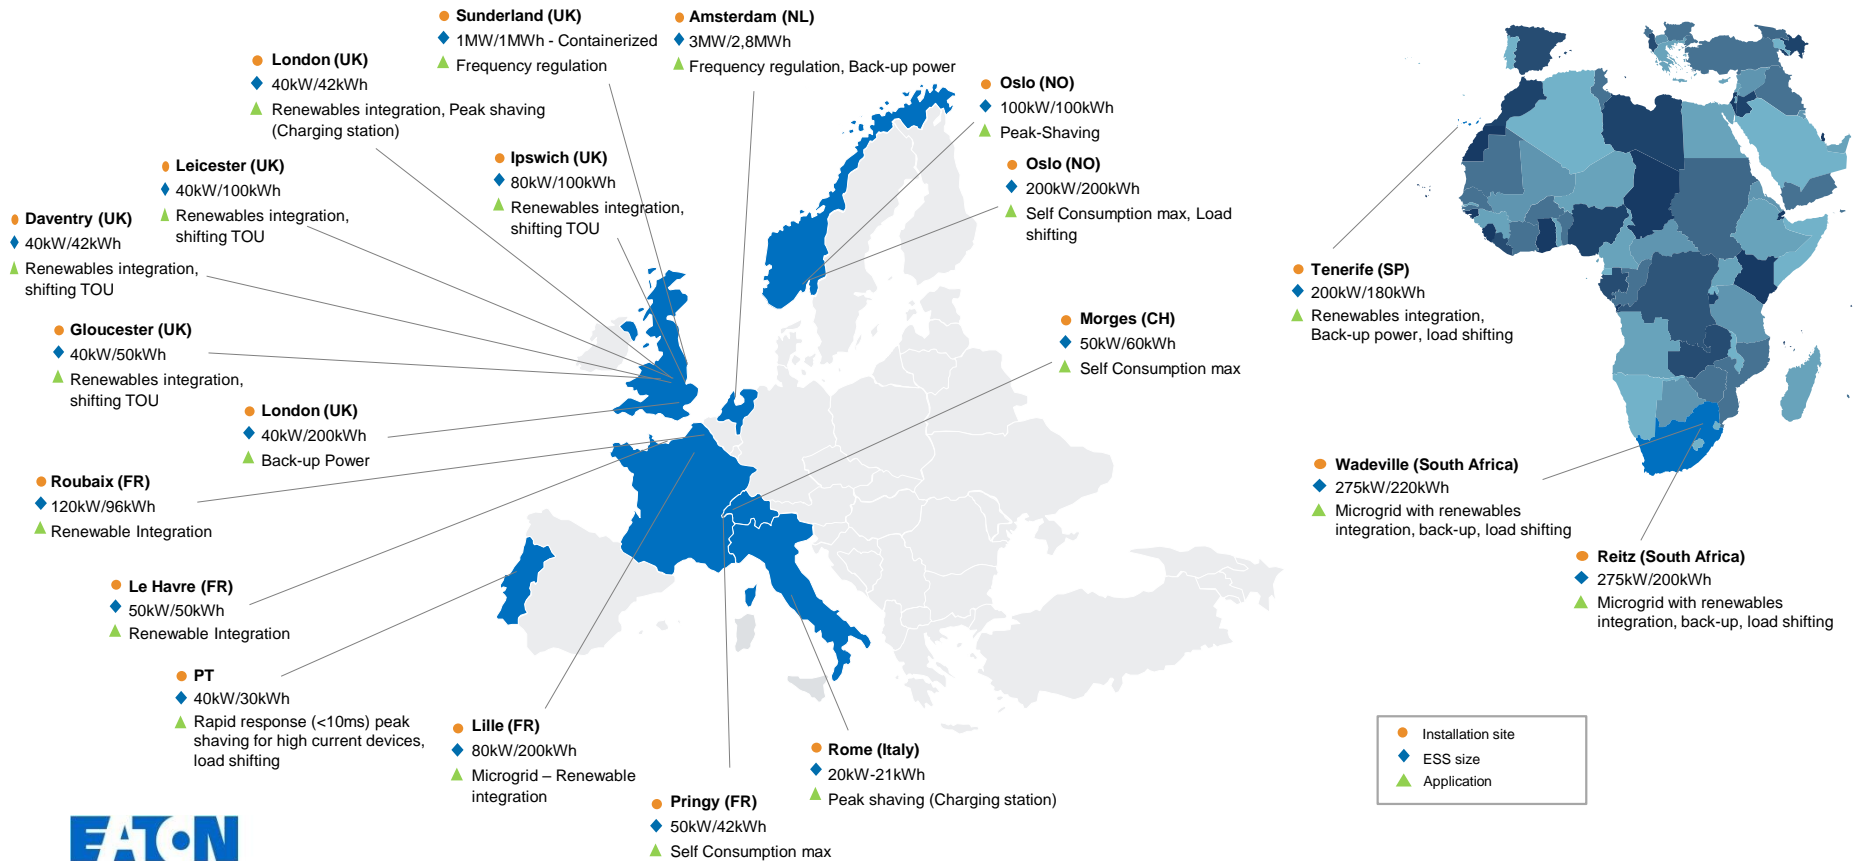 Sunderland (UK)
1MW/1MWh - Containerized
Frequency regulation
Amsterdam (NL)
3MW/2,8MWh
Frequency regulation, Back-up power
London (UK)
40kW/42kWh
Renewables integration, Peak shaving
(Charging station)
Oslo (NO)
100kW/100kWh
Peak-Shaving
Leicester (UK)
40kW/100kWh
Renewables integration,
shifting TOU
Ipswich (UK)
80kW/100kWh
Renewables integration,
shifting TOU
Oslo (NO)
200kW/200kWh
Self Consumption max, Load
shifting
Daventry (UK)
40kW/42kWh
Renewables integration,
shifting TOU
Tenerife (SP)
200kW/180kWh
Renewables integration,
Back-up power, load shifting
Gloucester (UK)
40kW/50kWh
Renewables integration,
shifting TOU
Morges (CH)
50kW/60kWh
Self Consumption max
London (UK)
40kW/200kWh
Back-up Power
Wadeville (South Africa)
275kW/220kWh
Microgrid with renewables
integration, back-up, load shifting
Roubaix (FR)
120kW/96kWh
Renewable Integration
Reitz (South Africa)
275kW/200kWh
Microgrid with renewables
integration, back-up, load shifting
Le Havre (FR)
50kW/50kWh
Renewable Integration
PT
40kW/30kWh
Rapid response (<10ms) peak
shaving for high current devices,
load shifting
Lille (FR)
80kW/200kWh
Microgrid – Renewable
integration
Rome (Italy)
20kW-21kWh
Peak shaving (Charging station)
Pringy (FR)
50kW/42kWh
Self Consumption max
Installation site
ESS size
Application
EATON